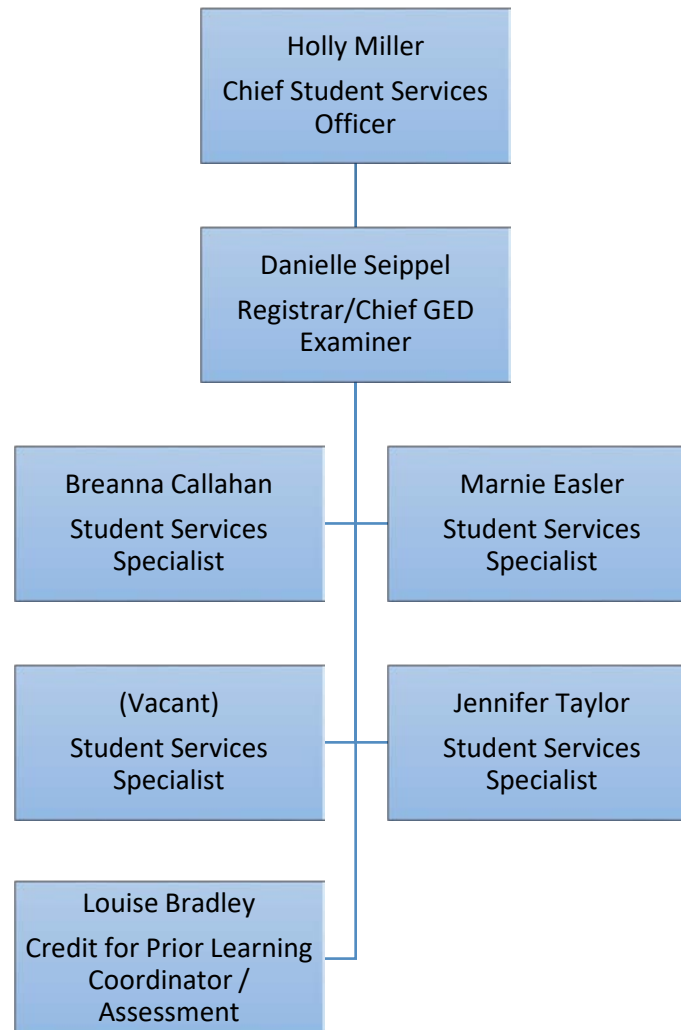 Holly Miller
Chief Student Services
Officer
Danielle Seippel
Registrar/Chief GED
Examiner
Breanna Callahan
Student Services
Specialist
Marnie Easler
Student Services
Specialist
(Vacant)
Student Services
Specialist
Jennifer Taylor
Student Services
Specialist
Louise Bradley
Credit for Prior Learning
Coordinator /
Assessment